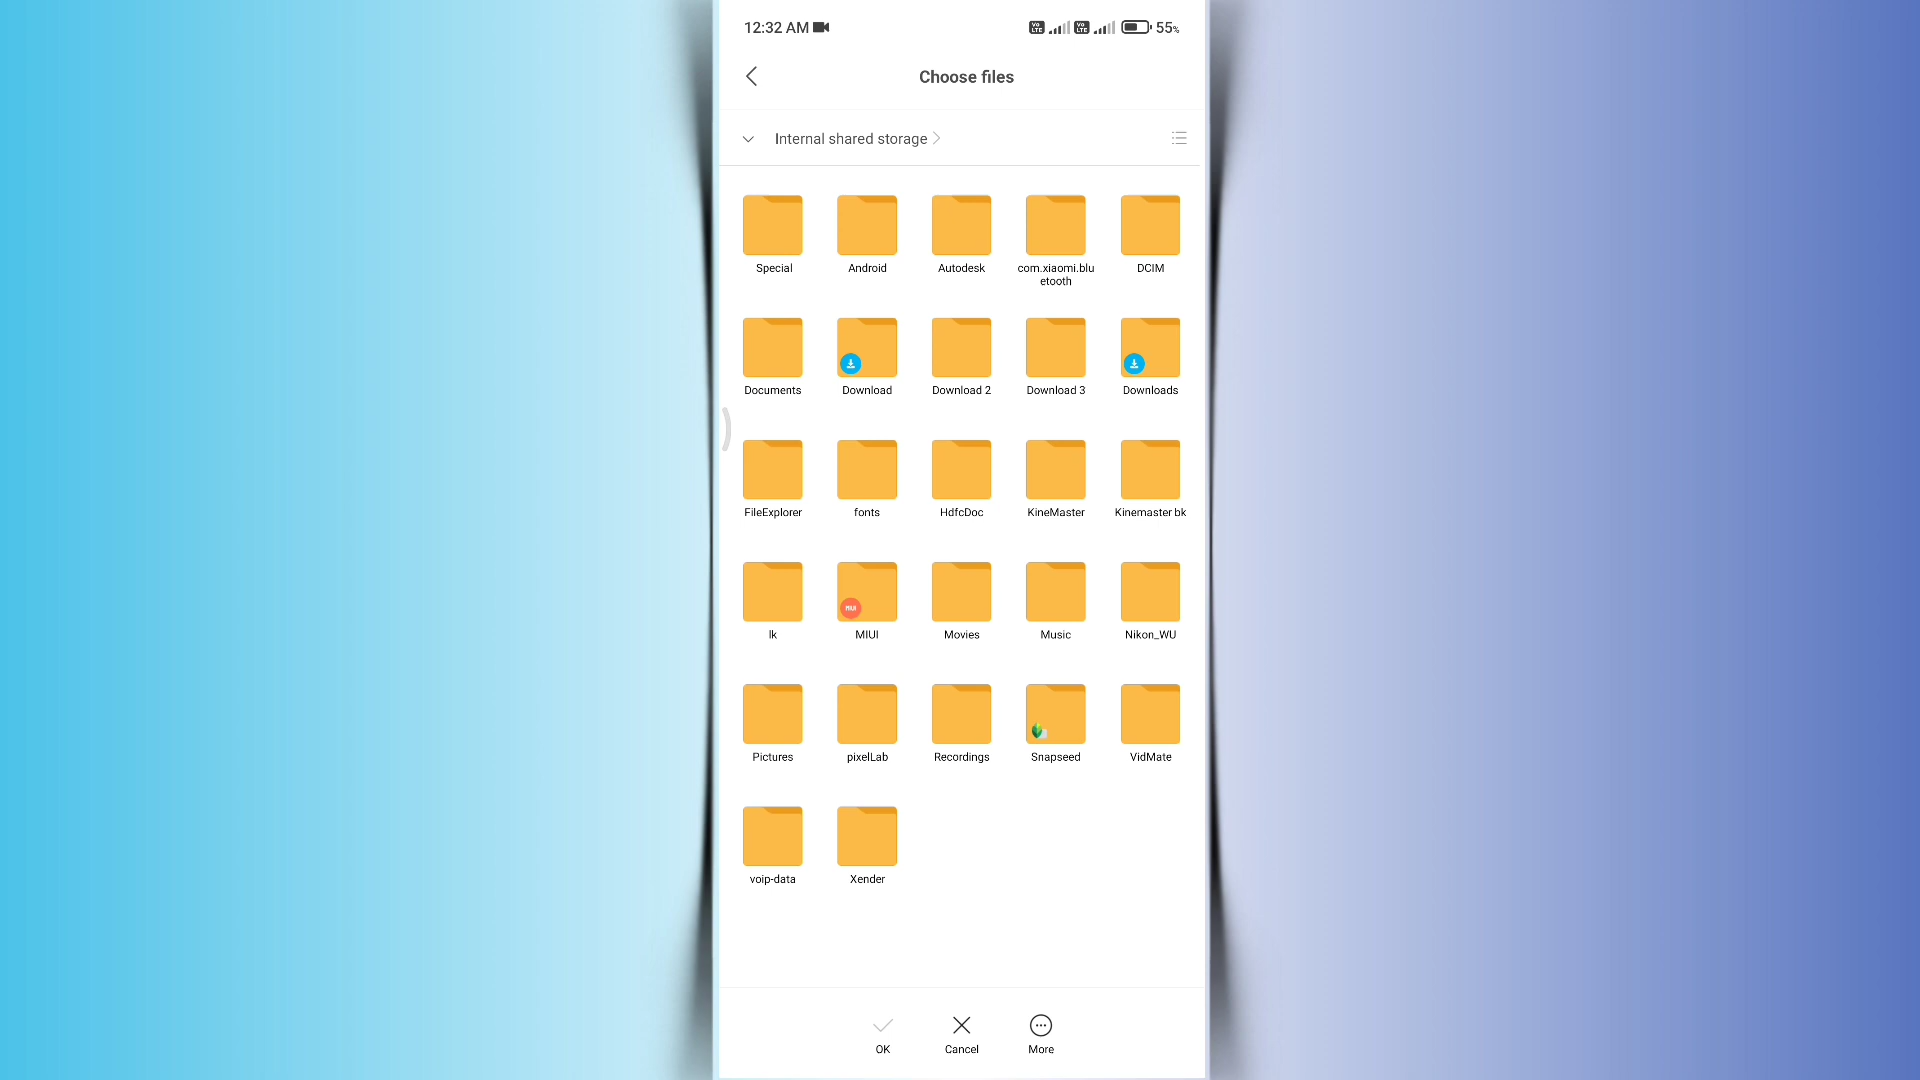 12:32 AM 55%
Choose files
Internal shared storage
Special Android Autodesk com.xiaomi.blu DCIM
etooth
Documents Download Download 2 Download 3 Downloads
FileExplorer fonts HdfcDoc KineMaster Kinemaster bk
MIUI Movies Music Nikon_WU
MIUI
Pictures pixelLab Recordings Snapseed VidMate
voip-data Xender
OK Cancel More